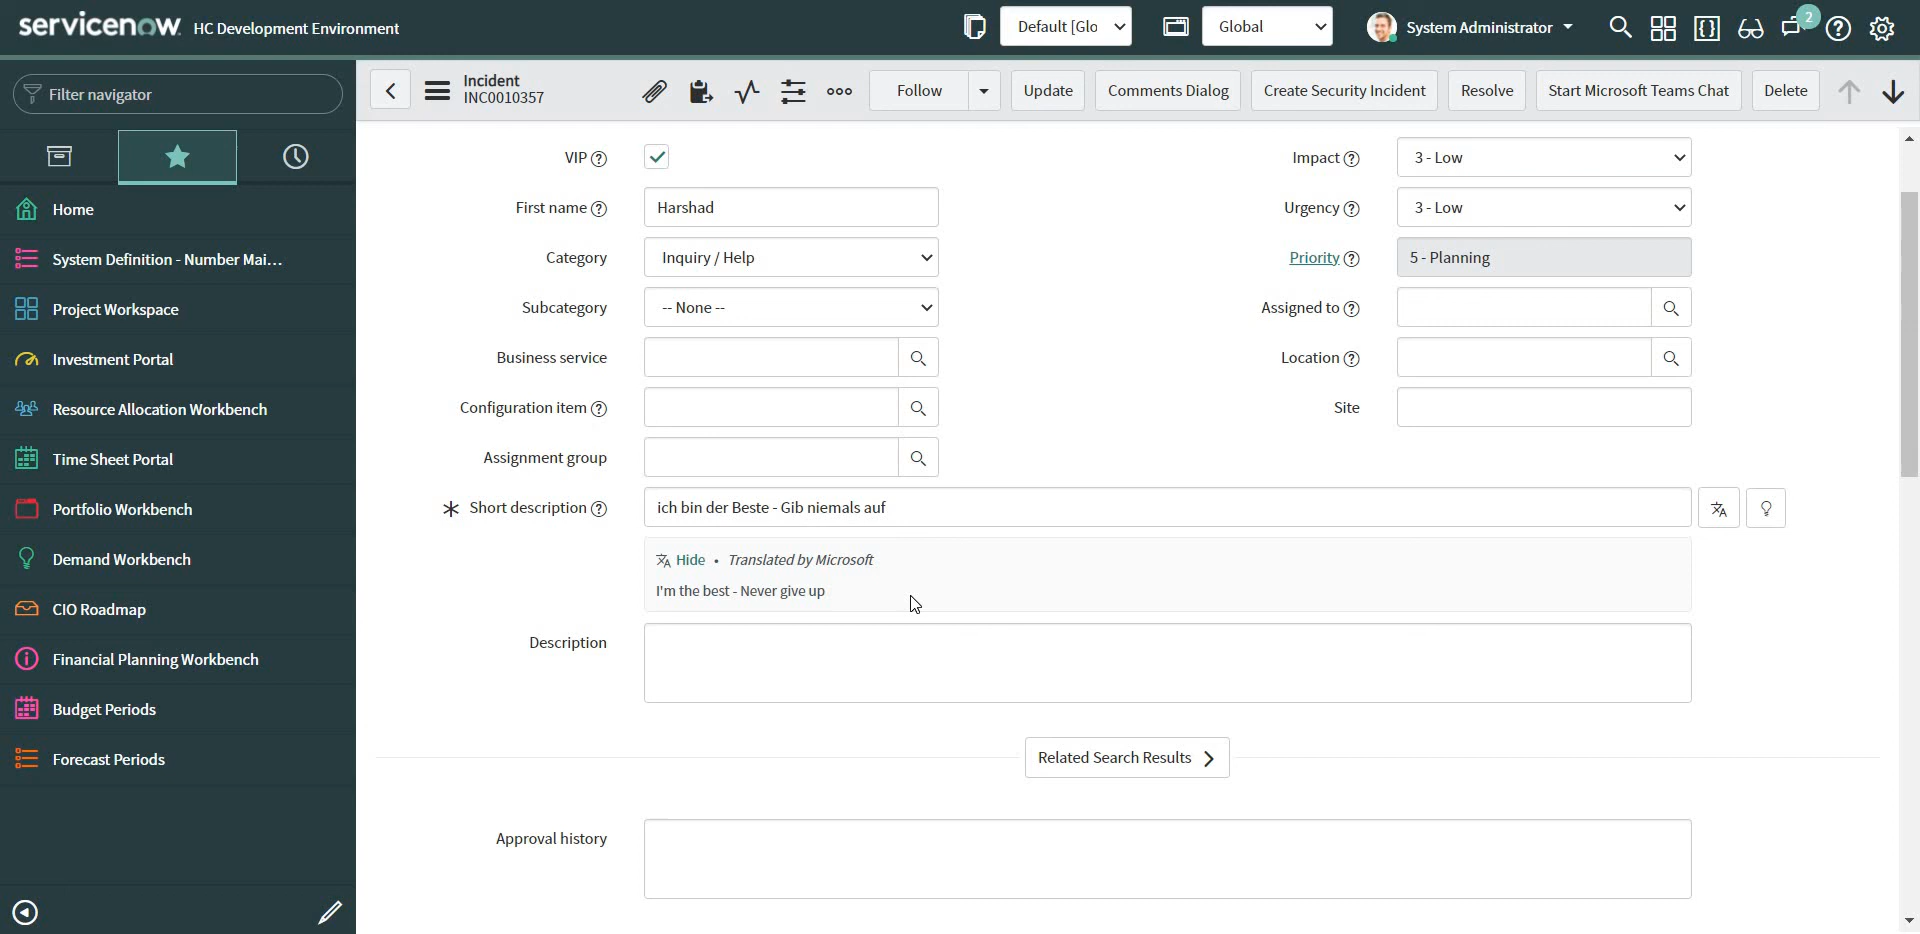 servicenow. HC Development Environment
Default [Glo
Global
System Administrator
2
Filter navigator
Incident
INC0010357
Follow
Update
Comments Dialog
Create Security Incident
Resolve
Start Microsoft Teams Chat
Delete
Home
System Definition - Number Mai...
Project Workspace
Investment Portal
Resource Allocation Workbench
Time Sheet Portal
Portfolio Workbench
Demand Workbench
CIO Roadmap
Financial Planning Workbench
Budget Periods
Forecast Periods
VIP
First name Harshad
Category Inquiry / Help
Subcategory -- None --
Business service
Configuration item
Assignment group
Impact 3 - Low
Urgency 3 - Low
Priority 5 - Planning
Assigned to
Location
Site
Short description ich bin der Beste - Gib niemals auf
Hide • Translated by Microsoft
I'm the best - Never give up
Description
Related Search Results
Approval history